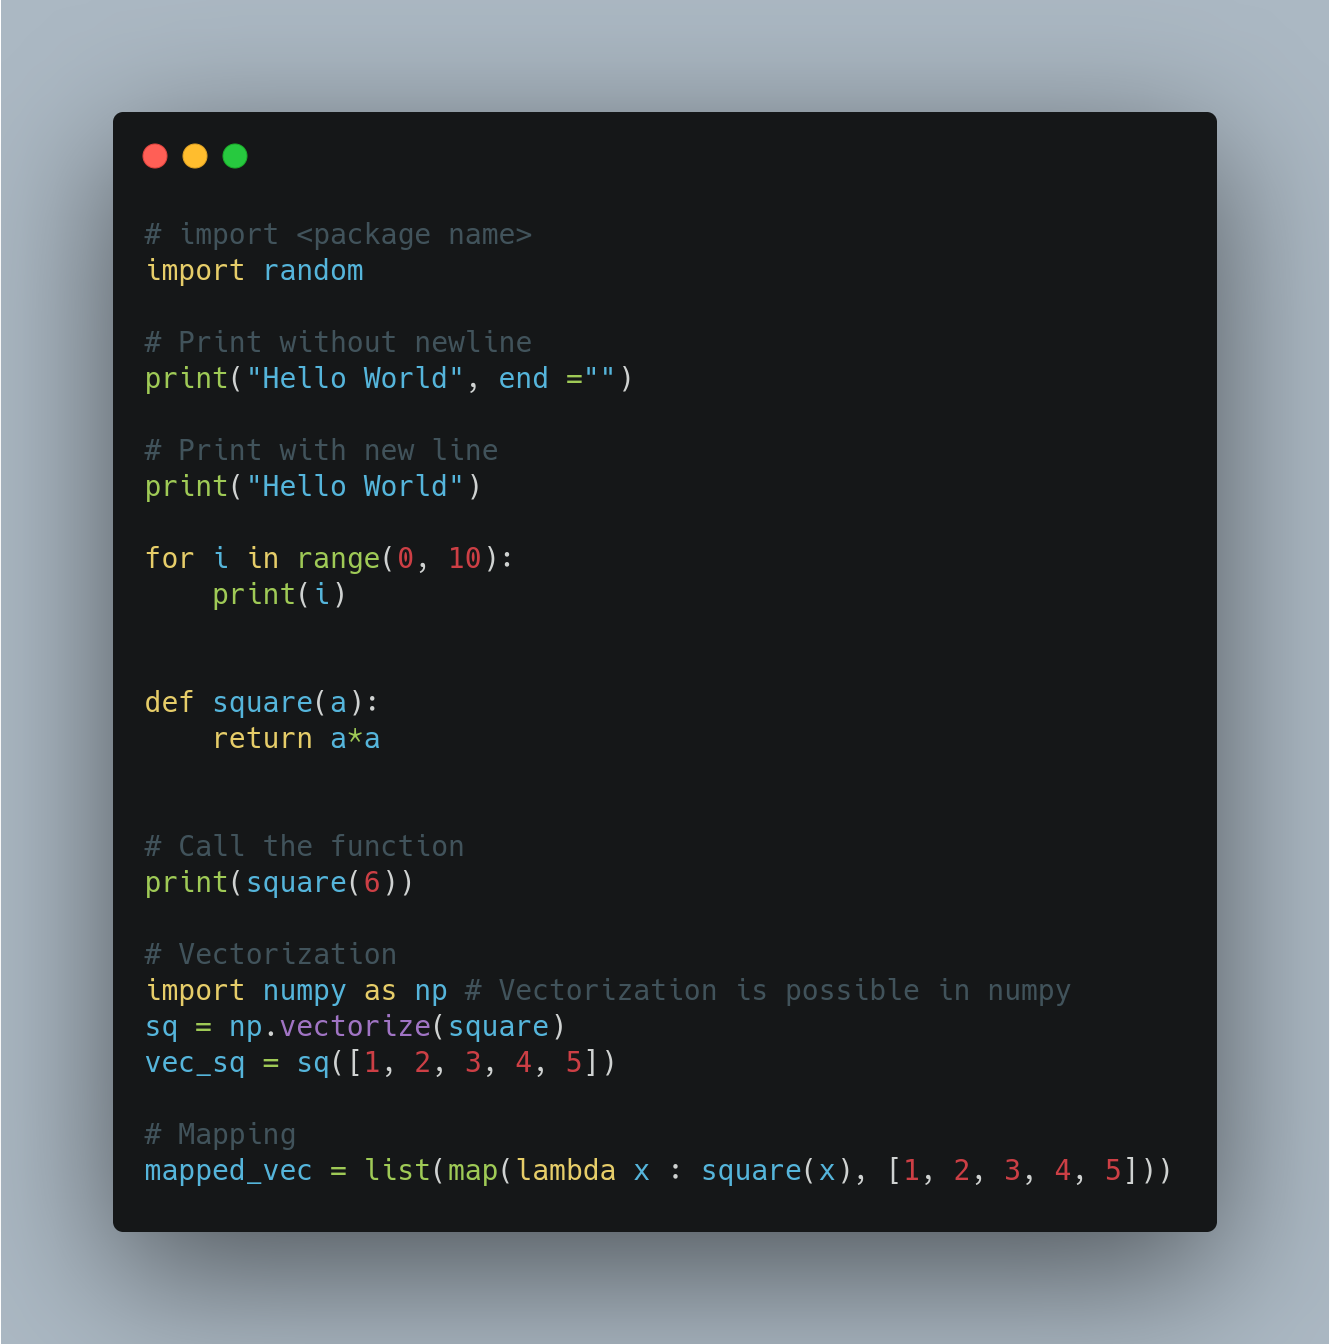 # import <package name>
import random
# Print without newline
print("Hello World", end ="")
# Print with new line
print("Hello World")
for i in range(0, 10):
    print(i)
def square(a):
    return a*a
# Call the function
print(square(6))
# Vectorization
import numpy as np # Vectorization is possible in numpy
sq = np.vectorize(square)
vec_sq = sq([1, 2, 3, 4, 5])
# Mapping
mapped_vec = list(map(lambda x : square(x), [1, 2, 3, 4, 5]))